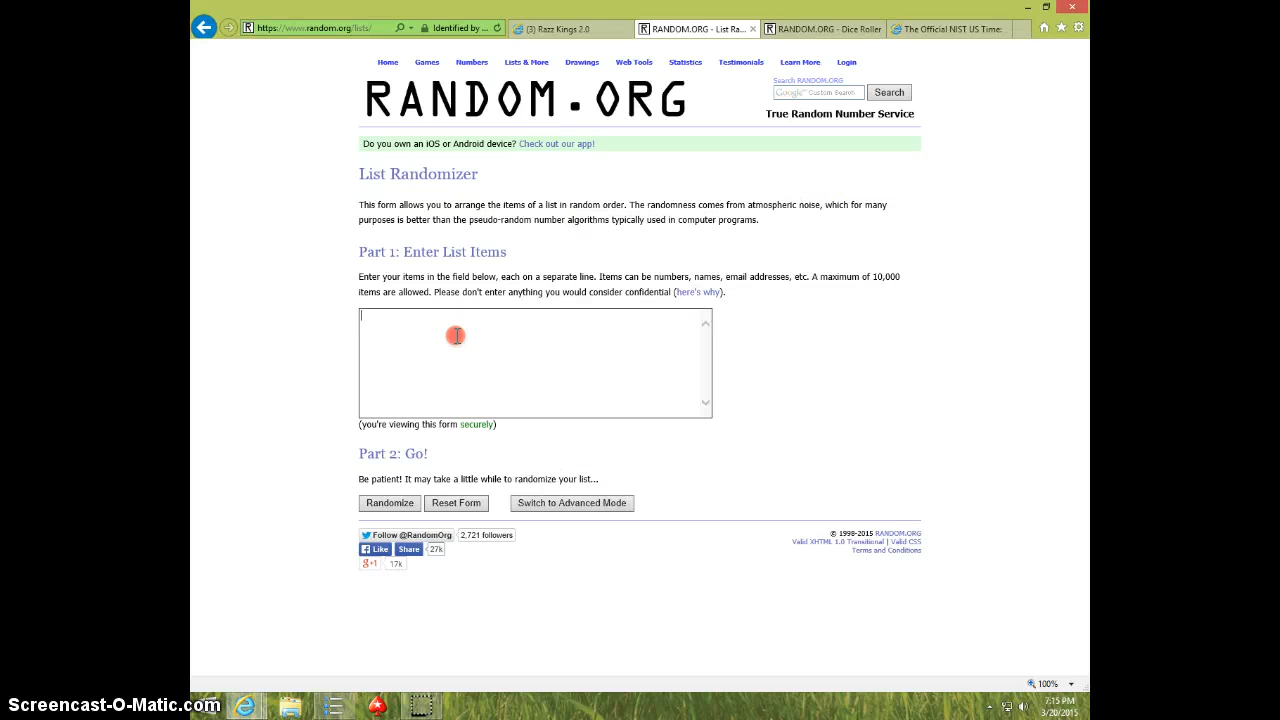 https://www.random.org/lists/
Identified by ...
(3) Razz Kings 2.0
RANDOM.ORG - List Ra...
RANDOM.ORG - Dice Roller
The Official NIST US Time:
Home Games Numbers Lists & More Drawings Web Tools Statistics Testimonials Learn More Login
RANDOM.ORG
Search RANDOM.ORG
Google™ Custom Search
Search
True Random Number Service
Do you own an iOS or Android device? Check out our app!
List Randomizer
This form allows you to arrange the items of a list in random order. The randomness comes from atmospheric noise, which for many
purposes is better than the pseudo-random number algorithms typically used in computer programs.
Part 1: Enter List Items
Enter your items in the field below, each on a separate line. Items can be numbers, names, email addresses, etc. A maximum of 10,000
items are allowed. Please don't enter anything you would consider confidential (here's why).
(you're viewing this form securely)
Part 2: Go!
Be patient! It may take a little while to randomize your list...
Randomize Reset Form Switch to Advanced Mode
Follow @RandomOrg 2,721 followers
Like Share 27k
g+1 17k
© 1998-2015 RANDOM.ORG
Valid XHTML 1.0 Transitional | Valid CSS
Terms and Conditions
100%
Screencast-O-Matic.com
7:15 PM
3/20/2015